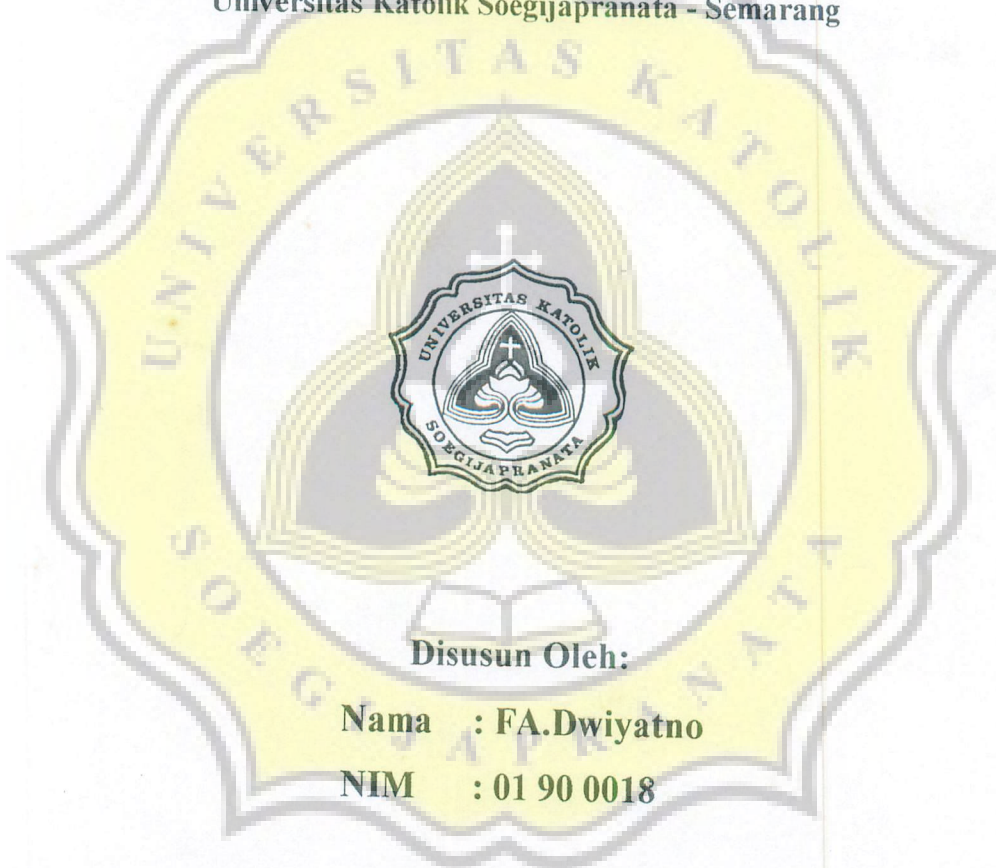 Universitas Katolik Soegijapranata - Semarang
UNIVERSITAS KATOLIK
SOEGIJAPRANATA
UNIVERSITAS KATOLIK
SOEGIJAPRANATA
Disusun Oleh:
Nama : FA.Dwiyatno
NIM : 01 90 0018